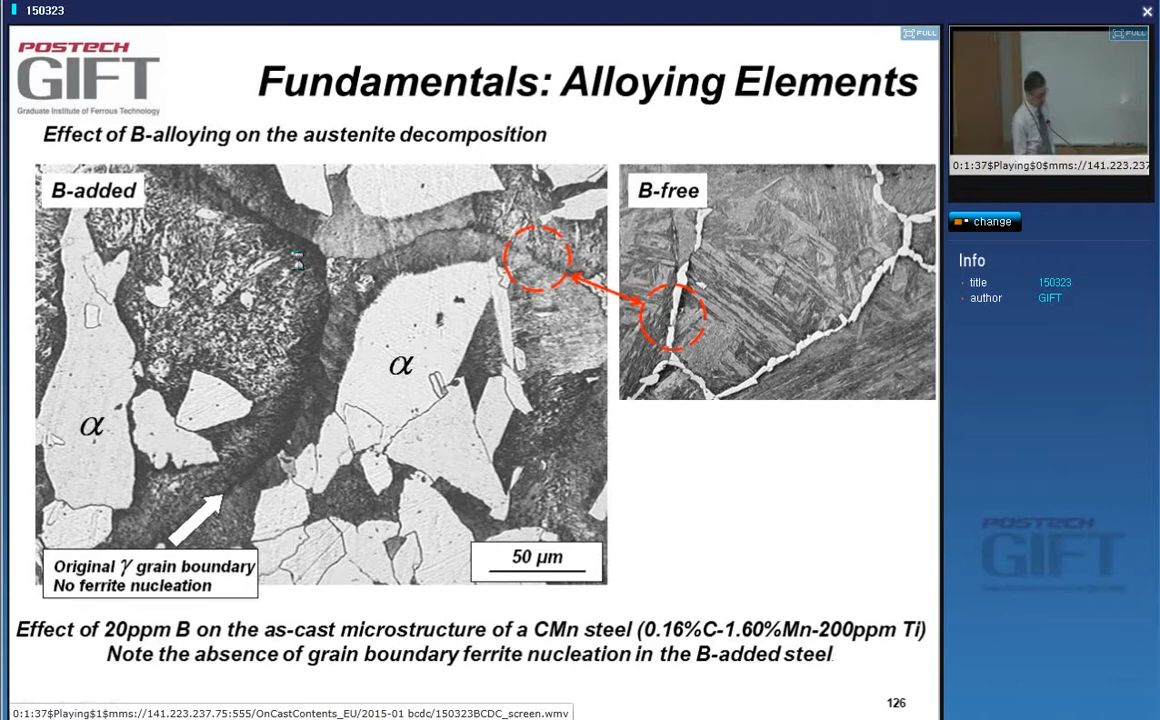 150323
FULL
POSTECH
GIFT
Graduate Institute of Ferrous Technology
Fundamentals: Alloying Elements
Effect of B-alloying on the austenite decomposition
B-added
B-free
α
α
Original γ grain boundary
No ferrite nucleation
50 μm
Effect of 20ppm B on the as-cast microstructure of a CMn steel (0.16%C-1.60%Mn-200ppm Ti)
Note the absence of grain boundary ferrite nucleation in the B-added steel.
126
0:1:37$Playing$1$mms://141.223.237.75:555/OnCastContents_EU/2015-01 bcdc/150323BCDC_screen.wmv
FULL
0:1:37$Playing$0$mms://141.223.237
change
Info
title 150323
author GIFT
POSTECH
GIFT